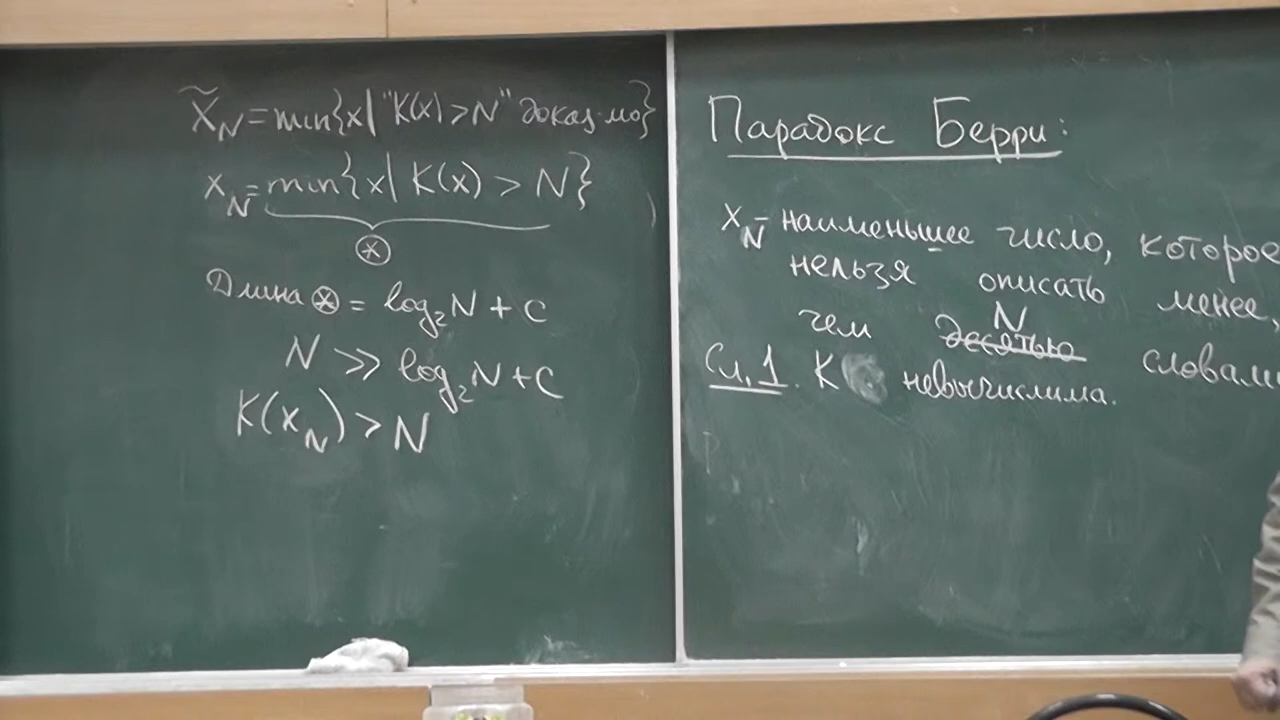 X̃_N = min{x| "K(x) > N" доказ-мо}
x_N = min{x| K(x) > N}
⊛
Длина ⊛ = log₂N + C
N ≫ log₂N + C
K(x_N) > N
Парадокс Берри:
x_N - наименьшее число, которое
нельзя описать менее,
N
чем десятью словами
Сл. 1. K невычислима.